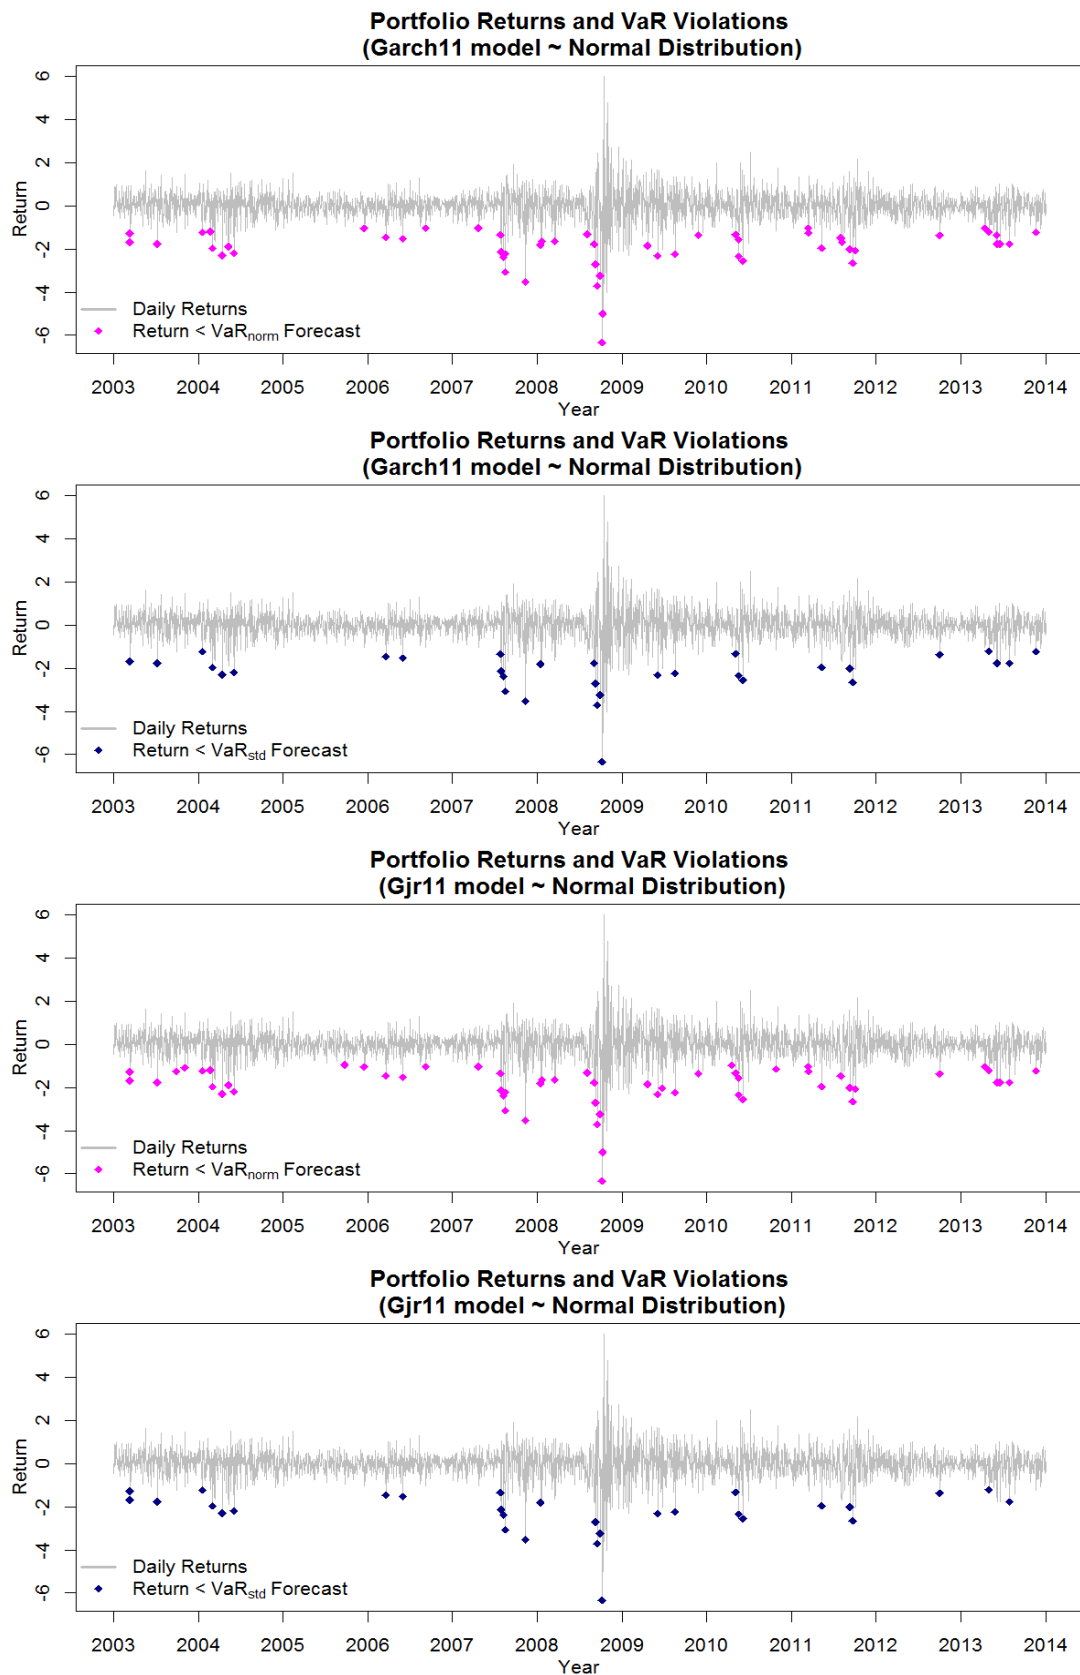 Portfolio Returns and VaR Violations
(Garch11 model ~ Normal Distribution)
6
4
2
0
-2
-4
-6
Return
Daily Returns
Return < VaRnorm Forecast
2003 2004 2005 2006 2007 2008 2009 2010 2011 2012 2013 2014
Year
Portfolio Returns and VaR Violations
(Garch11 model ~ Normal Distribution)
6
4
2
0
-2
-4
-6
Return
Daily Returns
Return < VaRstd Forecast
2003 2004 2005 2006 2007 2008 2009 2010 2011 2012 2013 2014
Year
Portfolio Returns and VaR Violations
(Gjr11 model ~ Normal Distribution)
6
4
2
0
-2
-4
-6
Return
Daily Returns
Return < VaRnorm Forecast
2003 2004 2005 2006 2007 2008 2009 2010 2011 2012 2013 2014
Year
Portfolio Returns and VaR Violations
(Gjr11 model ~ Normal Distribution)
6
4
2
0
-2
-4
-6
Return
Daily Returns
Return < VaRstd Forecast
2003 2004 2005 2006 2007 2008 2009 2010 2011 2012 2013 2014
Year